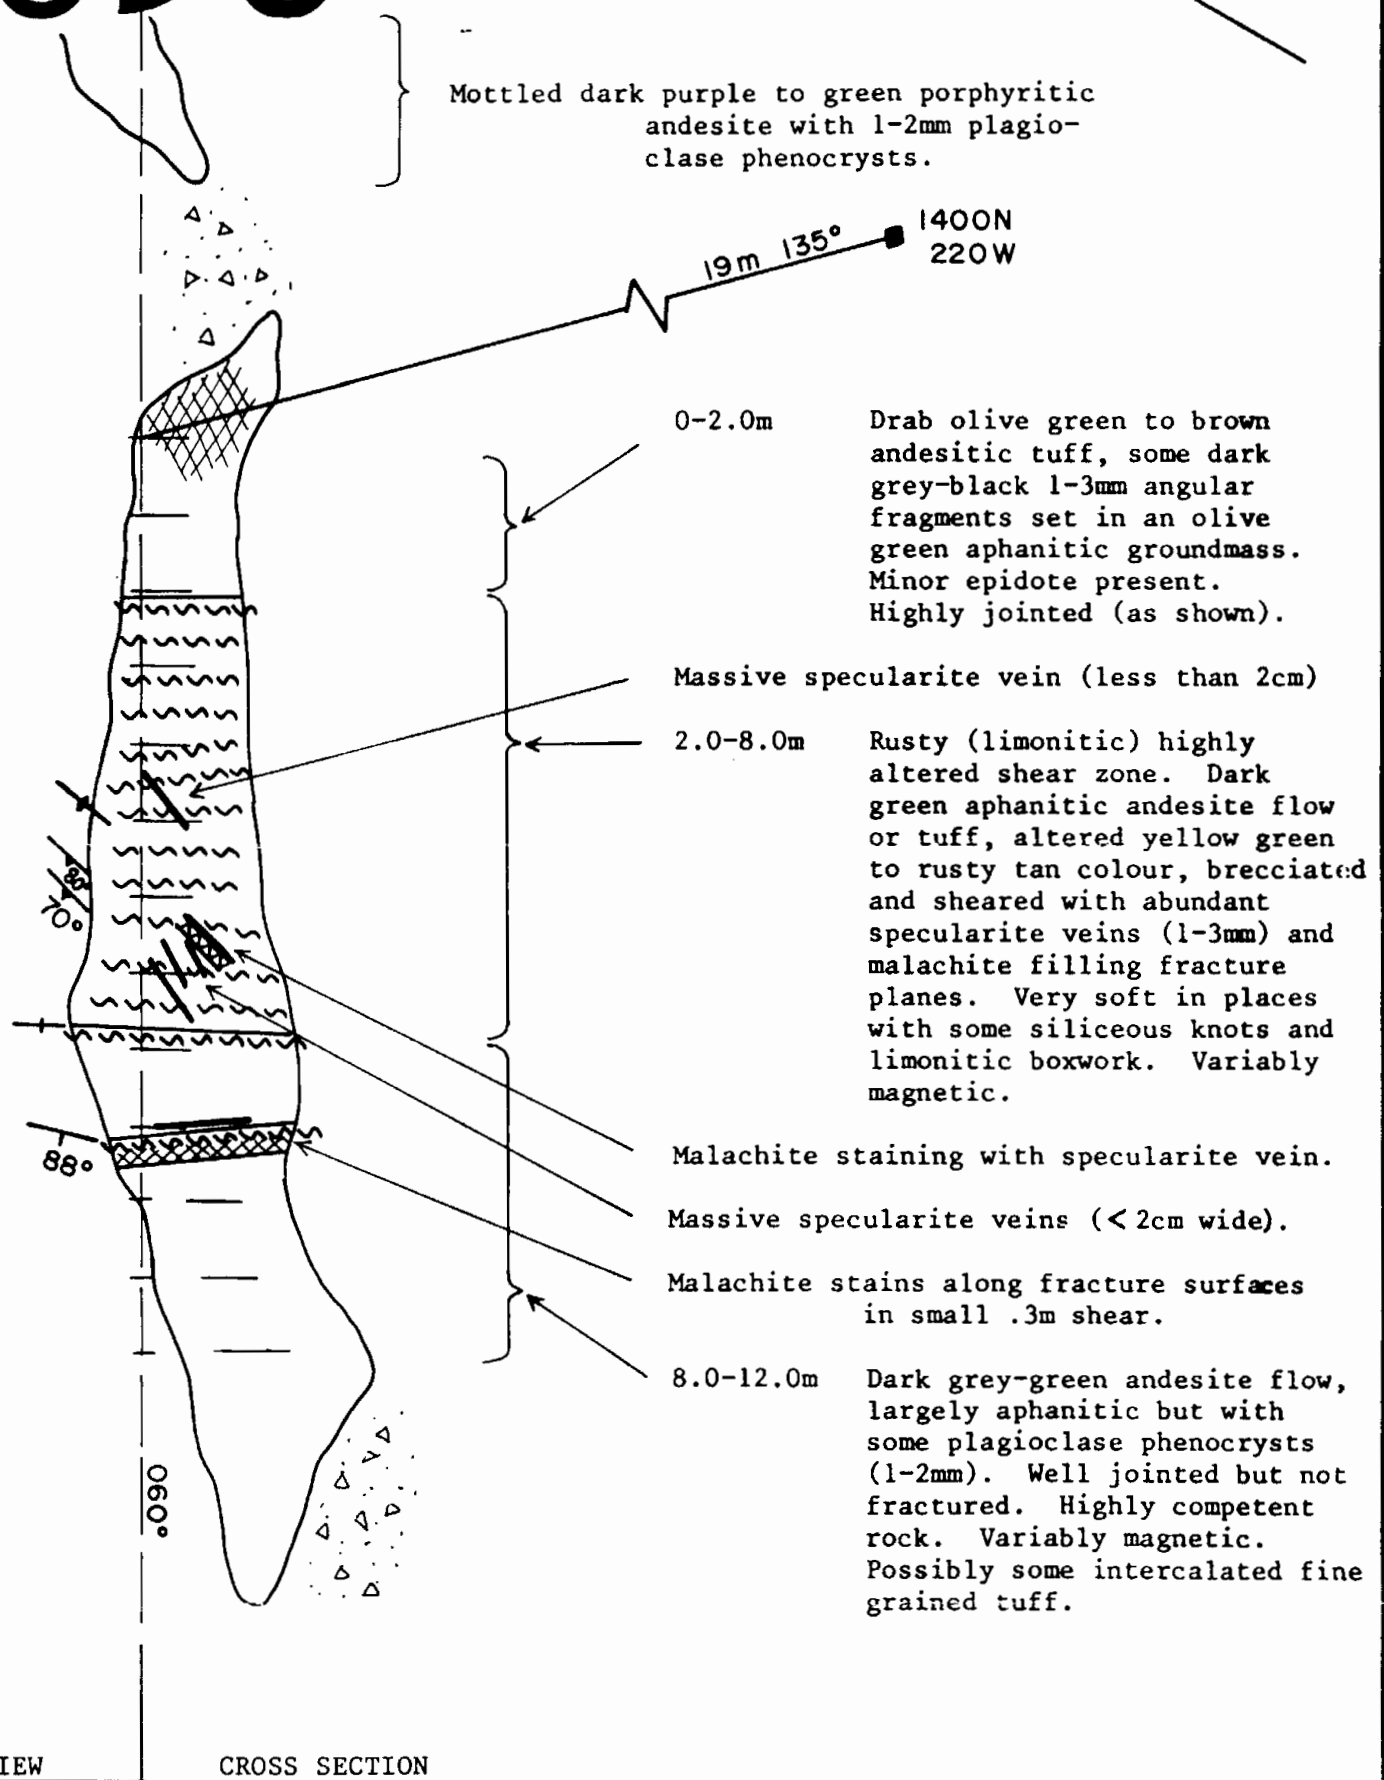 Mottled dark purple to green porphyritic
andesite with 1-2mm plagio-
clase phenocrysts.
1400N
220W
19m 135°
0-2.0m Drab olive green to brown
andesitic tuff, some dark
grey-black 1-3mm angular
fragments set in an olive
green aphanitic groundmass.
Minor epidote present.
Highly jointed (as shown).
Massive specularite vein (less than 2cm)
2.0-8.0m Rusty (limonitic) highly
altered shear zone. Dark
green aphanitic andesite flow
or tuff, altered yellow green
to rusty tan colour, brecciated
and sheared with abundant
specularite veins (1-3mm) and
malachite filling fracture
planes. Very soft in places
with some siliceous knots and
limonitic boxwork. Variably
magnetic.
80°
70°
Malachite staining with specularite vein.
88°
Massive specularite veins (< 2cm wide).
Malachite stains along fracture surfaces
in small .3m shear.
8.0-12.0m Dark grey-green andesite flow,
largely aphanitic but with
some plagioclase phenocrysts
(1-2mm). Well jointed but not
fractured. Highly competent
rock. Variably magnetic.
Possibly some intercalated fine
grained tuff.
060°
IEW CROSS SECTION